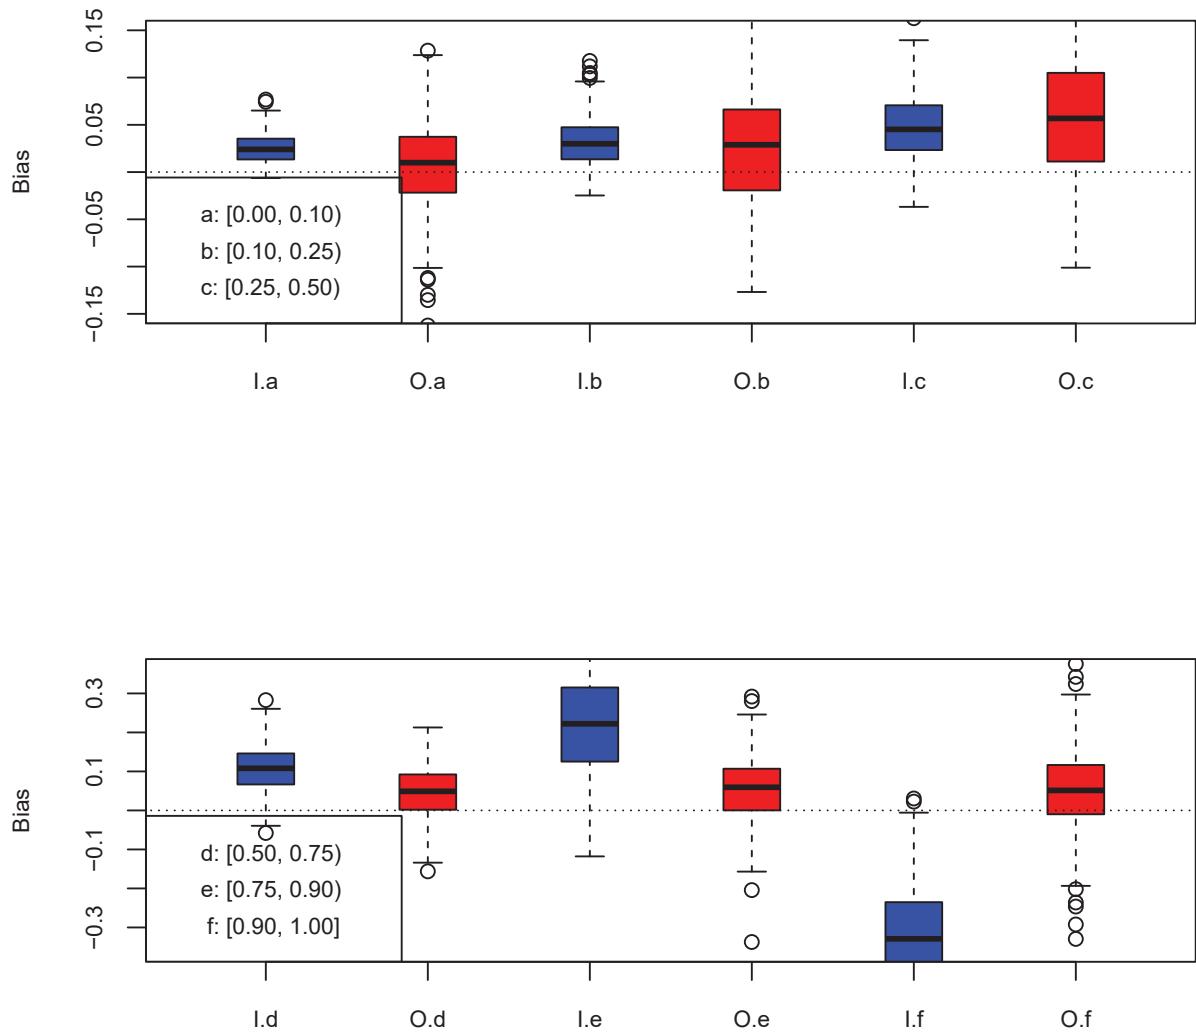 0.15
0.05
−0.05
−0.15
Bias
a: [0.00, 0.10)
b: [0.10, 0.25)
c: [0.25, 0.50)
I.a O.a I.b O.b I.c O.c
0.3
0.1
−0.1
−0.3
Bias
d: [0.50, 0.75)
e: [0.75, 0.90)
f: [0.90, 1.00]
I.d O.d I.e O.e I.f O.f